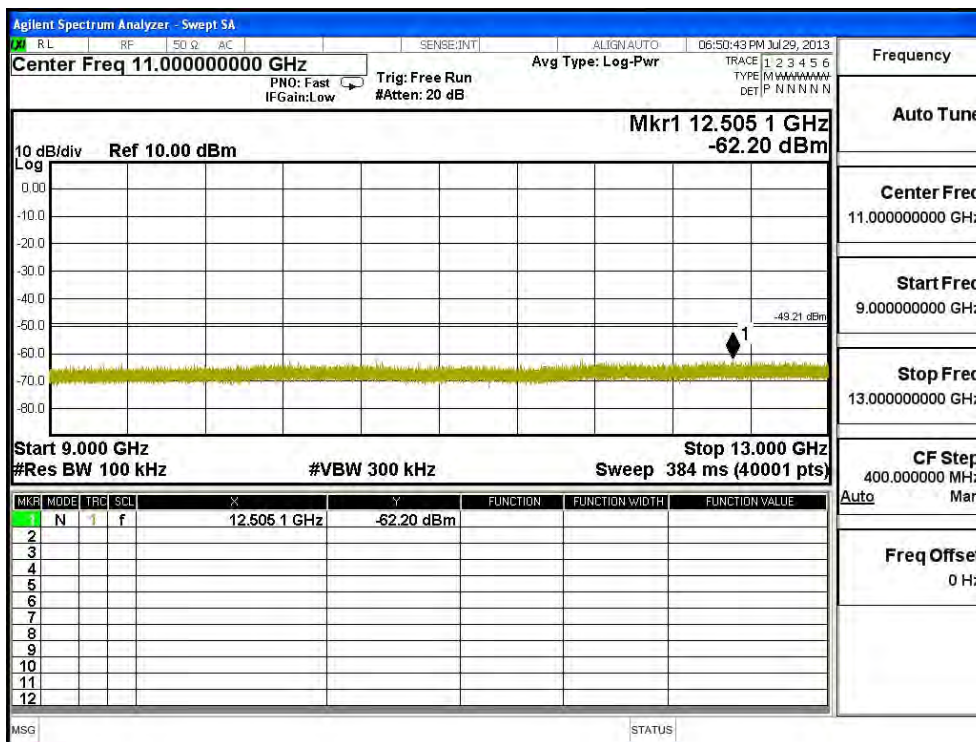 Agilent Spectrum Analyzer - Swept SA
RL RF 50 Ω AC SENSE:INT ALIGN AUTO 06:50:43 PM Jul 29, 2013
Center Freq 11.000000000 GHz
PNO: Fast
IFGain:Low
Trig: Free Run
#Atten: 20 dB
Avg Type: Log-Pwr
TRACE 1 2 3 4 5 6
TYPE M WWWWW
DET P N N N N N
Mkr1 12.505 1 GHz
-62.20 dBm
10 dB/div Ref 10.00 dBm
Log
0.00
-10.0
-20.0
-30.0
-40.0
-50.0
-60.0
-70.0
-80.0
-49.21 dBm
1
Start 9.000 GHz Stop 13.000 GHz
#Res BW 100 kHz #VBW 300 kHz Sweep 384 ms (40001 pts)
MKR MODE TRC SCL X Y FUNCTION FUNCTION WIDTH FUNCTION VALUE
1 N 1 f 12.505 1 GHz -62.20 dBm
2
3
4
5
6
7
8
9
10
11
12
MSG STATUS
Frequency
Auto Tune
Center Freq
11.000000000 GHz
Start Freq
9.000000000 GHz
Stop Freq
13.000000000 GHz
CF Step
400.000000 MHz
Auto Man
Freq Offset
0 Hz